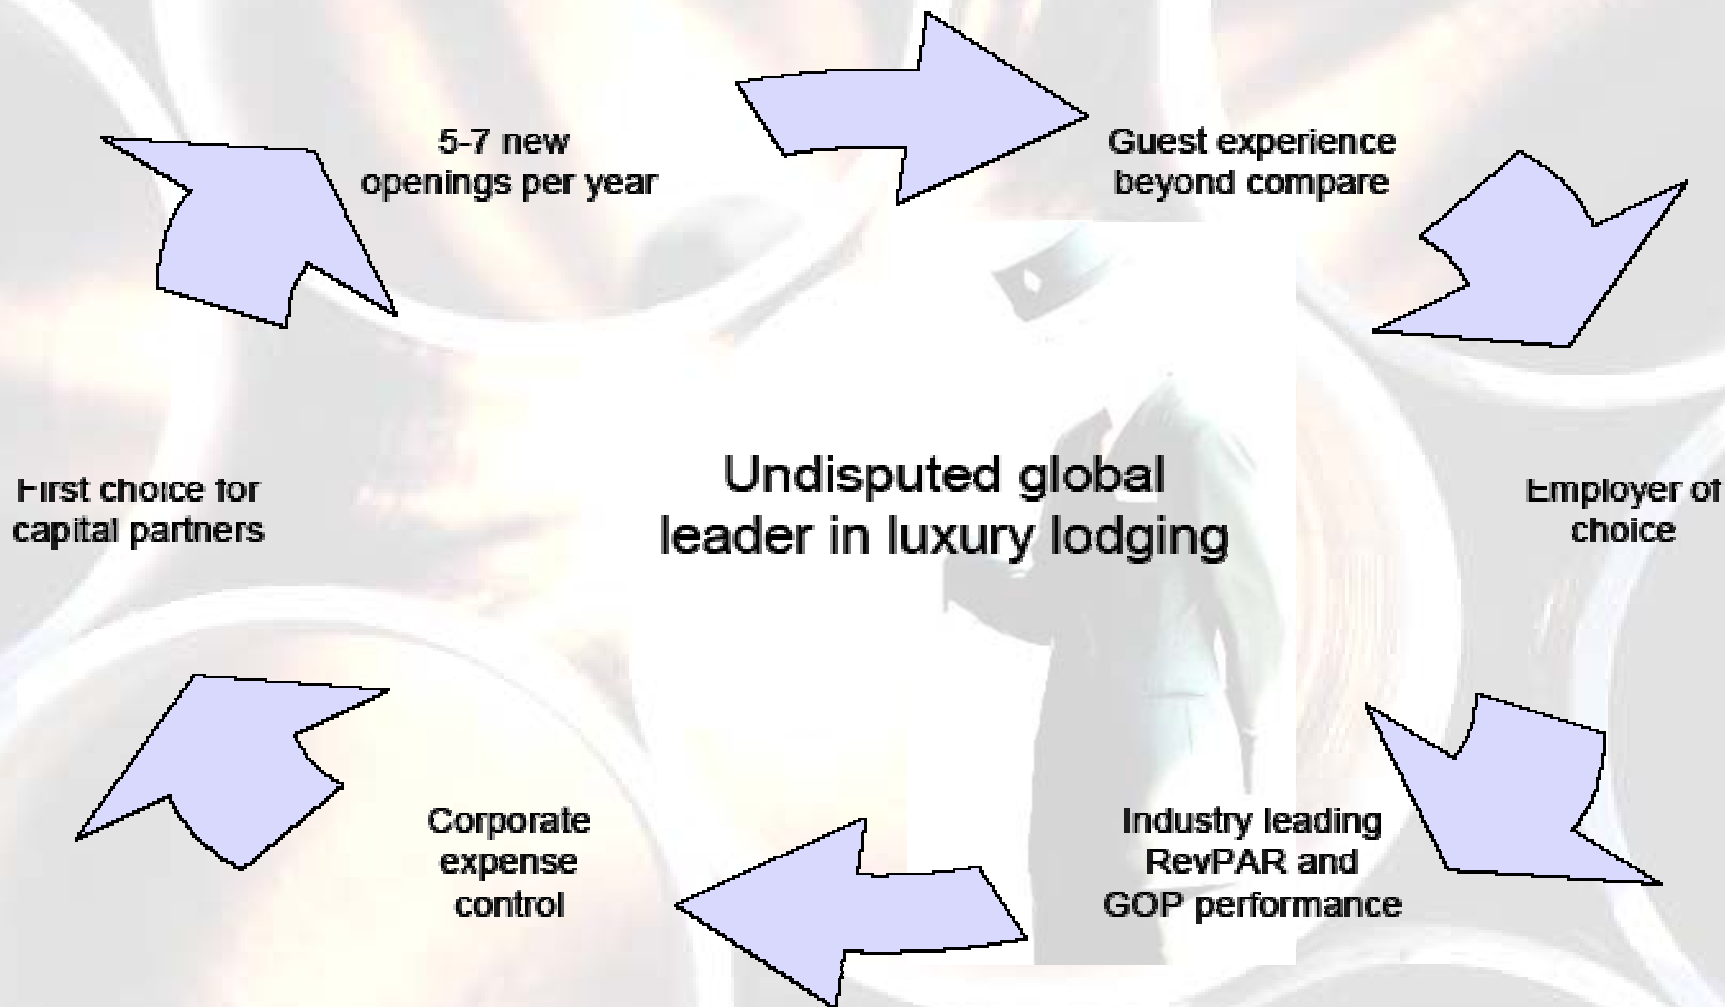 5-7 new
openings per year
Guest experience
beyond compare
First choice for
capital partners
Undisputed global
leader in luxury lodging
Employer of
choice
Corporate
expense
control
Industry leading
RevPAR and
GOP performance